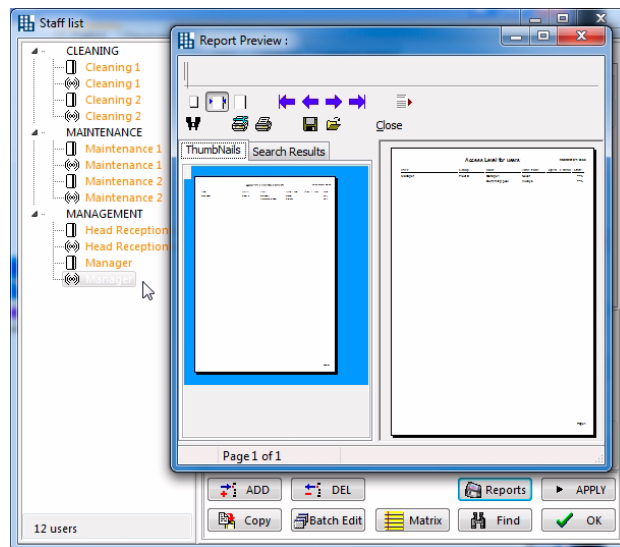 Staff list
CLEANING
Cleaning 1
Cleaning 1
Cleaning 2
Cleaning 2
MAINTENANCE
Maintenance 1
Maintenance 1
Maintenance 2
Maintenance 2
MANAGEMENT
Head Reception
Head Reception
Manager
Manager
12 users
Report Preview :
Close
ThumbNails Search Results
Access Level for users
Page 1 of 1
ADD DEL Reports APPLY
Copy Batch Edit Matrix Find OK